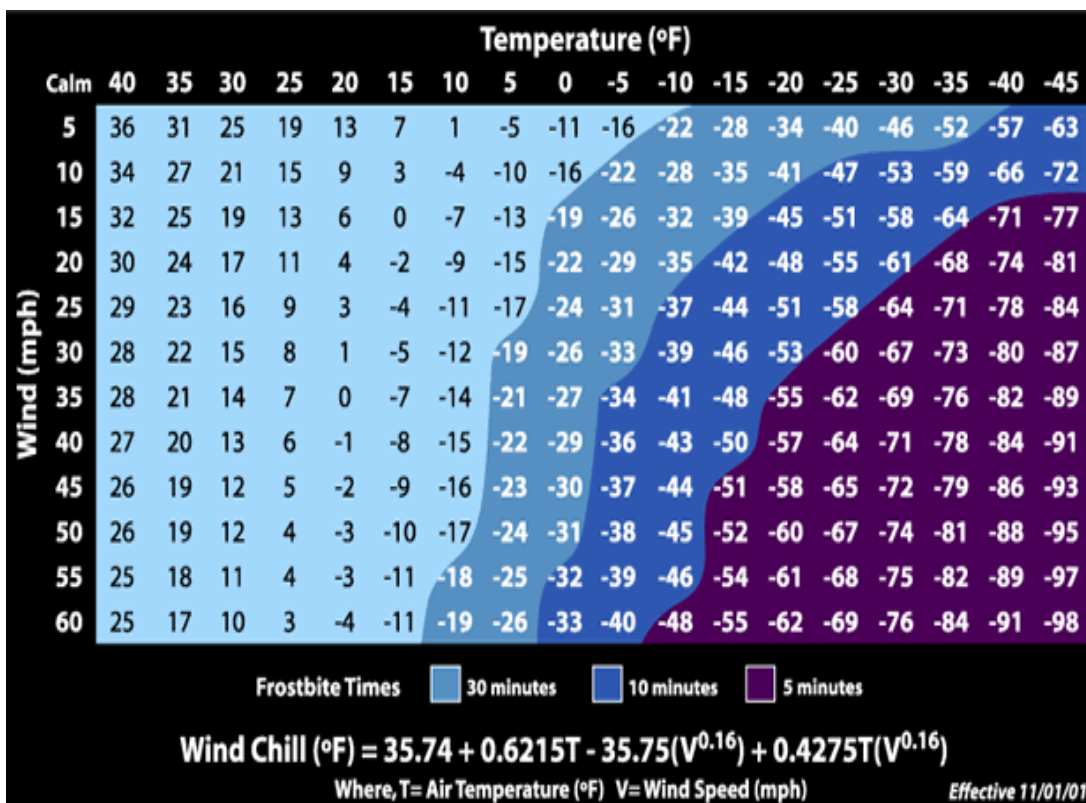 Temperature (ºF)
Calm 40 35 30 25 20 15 10 5 0 -5 -10 -15 -20 -25 -30 -35 -40 -45
5 36 31 25 19 13 7 1 -5 -11 -16 -22 -28 -34 -40 -46 -52 -57 -63
10 34 27 21 15 9 3 -4 -10 -16 -22 -28 -35 -41 -47 -53 -59 -66 -72
15 32 25 19 13 6 0 -7 -13 -19 -26 -32 -39 -45 -51 -58 -64 -71 -77
20 30 24 17 11 4 -2 -9 -15 -22 -29 -35 -42 -48 -55 -61 -68 -74 -81
25 29 23 16 9 3 -4 -11 -17 -24 -31 -37 -44 -51 -58 -64 -71 -78 -84
30 28 22 15 8 1 -5 -12 -19 -26 -33 -39 -46 -53 -60 -67 -73 -80 -87
35 28 21 14 7 0 -7 -14 -21 -27 -34 -41 -48 -55 -62 -69 -76 -82 -89
40 27 20 13 6 -1 -8 -15 -22 -29 -36 -43 -50 -57 -64 -71 -78 -84 -91
45 26 19 12 5 -2 -9 -16 -23 -30 -37 -44 -51 -58 -65 -72 -79 -86 -93
50 26 19 12 4 -3 -10 -17 -24 -31 -38 -45 -52 -60 -67 -74 -81 -88 -95
55 25 18 11 4 -3 -11 -18 -25 -32 -39 -46 -54 -61 -68 -75 -82 -89 -97
60 25 17 10 3 -4 -11 -19 -26 -33 -40 -48 -55 -62 -69 -76 -84 -91 -98
Wind (mph)
Frostbite Times 30 minutes 10 minutes 5 minutes
Wind Chill (ºF) = 35.74 + 0.6215T - 35.75(V^0.16) + 0.4275T(V^0.16)
Where, T= Air Temperature (ºF) V= Wind Speed (mph) Effective 11/01/01